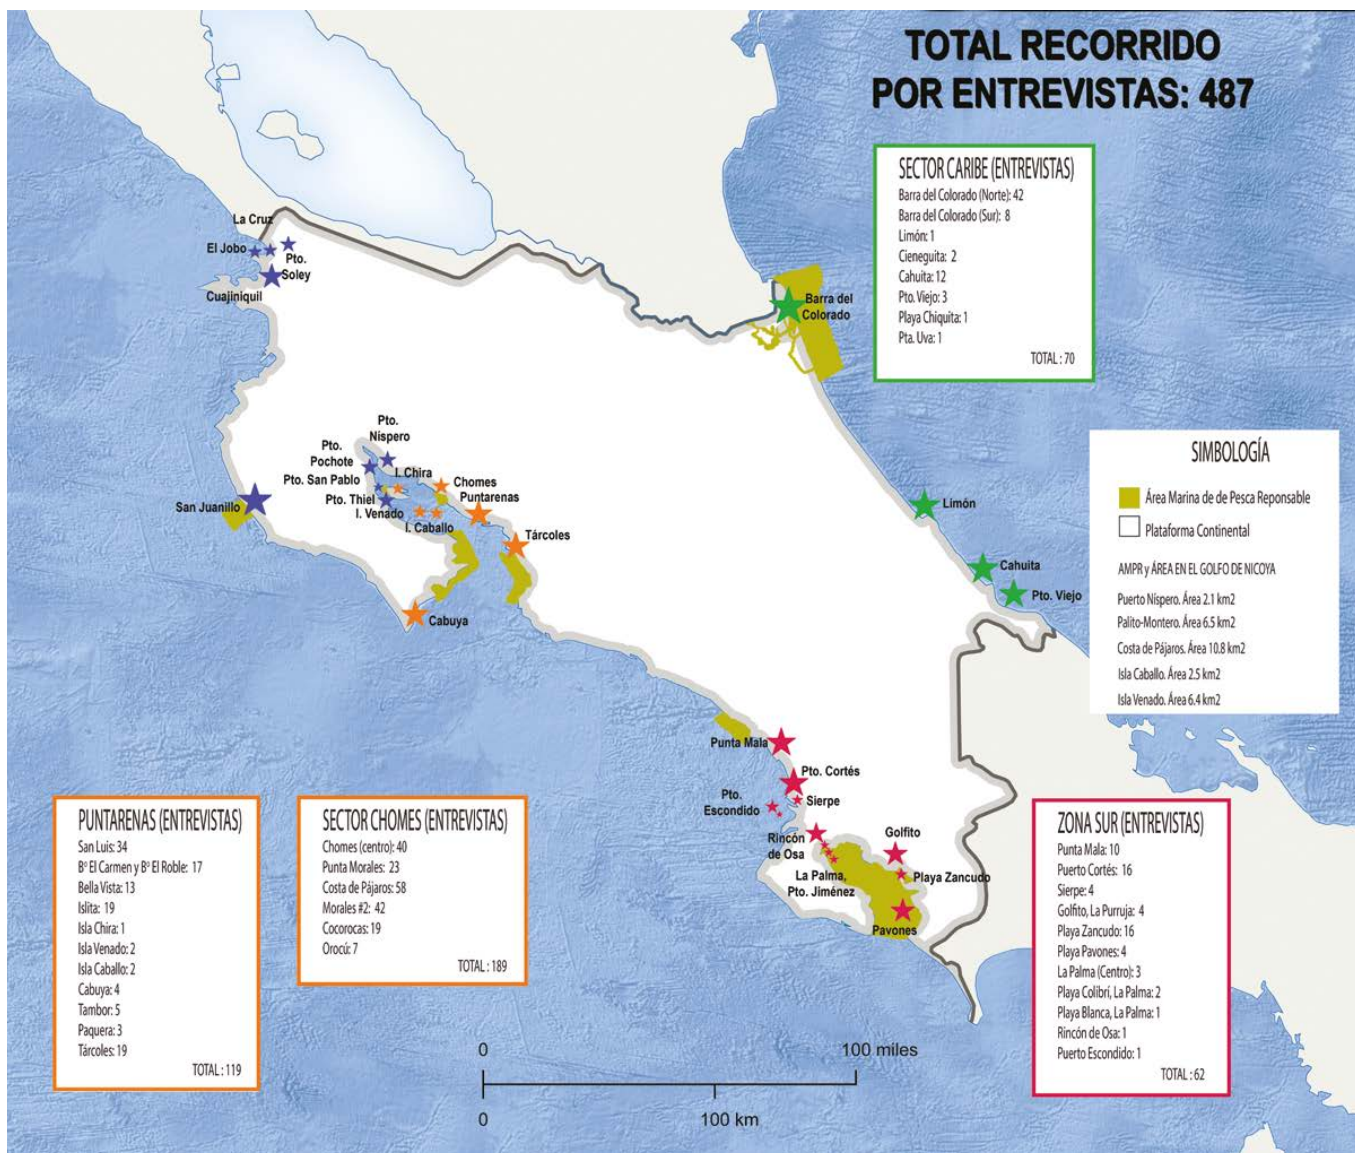 TOTAL RECORRIDO
POR ENTREVISTAS: 487
SECTOR CARIBE (ENTREVISTAS)
Barra del Colorado (Norte): 42
Barra del Colorado (Sur): 8
Limón: 1
Cieneguita: 2
Cahuita: 12
Pto. Viejo: 3
Playa Chiquita: 1
Pta. Uva: 1
TOTAL : 70
La Cruz
El Jobo
Pto.
Soley
Cuajiniquil
Barra del
Colorado
Pto.
Níspero
Pto.
Pochote
I. Chira
Pto. San Pablo
Chomes
Puntarenas
Pto. Thiel
I. Venado
I. Caballo
San Juanillo
Tárcoles
Cabuya
Limón
Cahuita
Pto. Viejo
SIMBOLOGÍA
Área Marina de de Pesca Reponsable
Plataforma Continental
AMPR y ÁREA EN EL GOLFO DE NICOYA
Puerto Níspero. Área 2.1 km2
Palito-Montero. Área 6.5 km2
Costa de Pájaros. Área 10.8 km2
Isla Caballo. Área 2.5 km2
Isla Venado. Área 6.4 km2
Punta Mala
Pto. Cortés
Pto.
Escondido
Sierpe
Rincón
de Osa
Golfito
La Palma,
Pto. Jiménez
Playa Zancudo
Pavones
PUNTARENAS (ENTREVISTAS)
San Luis: 34
Bº El Carmen y Bº El Roble: 17
Bella Vista: 13
Islita: 19
Isla Chira: 1
Isla Venado: 2
Isla Caballo: 2
Cabuya: 4
Tambor: 5
Paquera: 3
Tárcoles: 19
TOTAL : 119
SECTOR CHOMES (ENTREVISTAS)
Chomes (centro): 40
Punta Morales: 23
Costa de Pájaros: 58
Morales #2: 42
Cocorocas: 19
Orocú: 7
TOTAL : 189
ZONA SUR (ENTREVISTAS)
Punta Mala: 10
Puerto Cortés: 16
Sierpe: 4
Golfito, La Purruja: 4
Playa Zancudo: 16
Playa Pavones: 4
La Palma (Centro): 3
Playa Colibrí, La Palma: 2
Playa Blanca, La Palma: 1
Rincón de Osa: 1
Puerto Escondido: 1
TOTAL : 62
0
100 miles
0
100 km